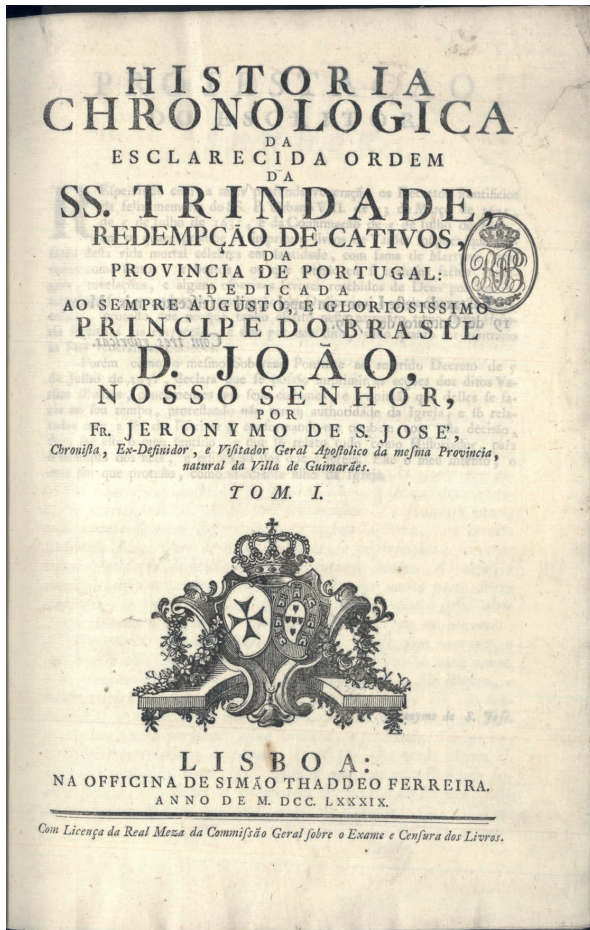 HISTORIA
CHRONOLOGICA
DA
ESCLARECIDA ORDEM
DA
SS. TRINDADE,
REDEMPÇÃO DE CATIVOS,
DA
PROVINCIA DE PORTUGAL:
DEDICADA
AO SEMPRE AUGUSTO, E GLORIOSISSIMO
PRINCIPE DO BRASIL
D. JOÃO,
NOSSO SENHOR,
POR
FR. JERONYMO DE S. JOSE',
Chroniſta, Ex-Definidor, e Viſitador Geral Apoſtolico da meſma Provincia,
natural da Villa de Guimarães.
TOM. I.
LISBOA:
NA OFFICINA DE SIMÃO THADDEO FERREIRA.
ANNO DE M. DCC. LXXXIX.
Com Licença da Real Meza da Commiſsão Geral ſobre o Exame e Cenſura dos Livros.